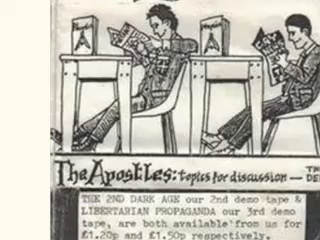 The Apostles: topics for discussion —
THE 2ND DARK AGE our 2nd demo tape &
LIBERTARIAN PROPAGANDA our 3rd demo
tape, are both available from us for
£1.20p and £1.50p respectively.